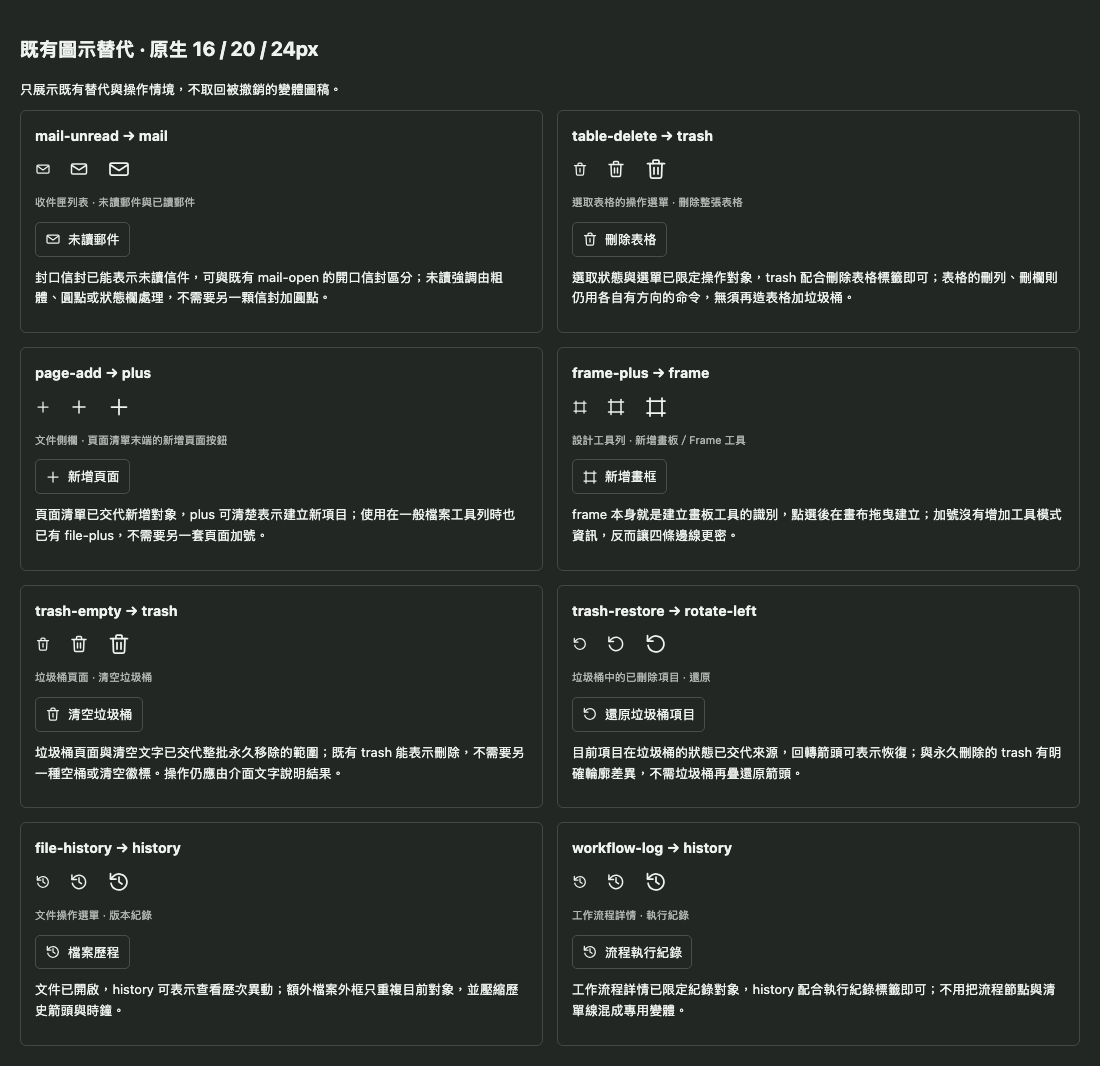 既有圖示替代 · 原生 16 / 20 / 24px
只展示既有替代與操作情境，不取回被撤銷的變體圖稿。
mail-unread → mail
收件匣列表 · 未讀郵件與已讀郵件
未讀郵件
封口信封已能表示未讀信件，可與既有 mail-open 的開口信封區分；未讀強調由粗
體、圓點或狀態欄處理，不需要另一顆信封加圓點。
table-delete → trash
選取表格的操作選單 · 刪除整張表格
刪除表格
選取狀態與選單已限定操作對象，trash 配合刪除表格標籤即可；表格的刪列、刪欄則
仍用各自有方向的命令，無須再造表格加垃圾桶。
page-add → plus
文件側欄 · 頁面清單末端的新增頁面按鈕
新增頁面
頁面清單已交代新增對象，plus 可清楚表示建立新項目；使用在一般檔案工具列時也
已有 file-plus，不需要另一套頁面加號。
frame-plus → frame
設計工具列 · 新增畫板 / Frame 工具
新增畫框
frame 本身就是建立畫板工具的識別，點選後在畫布拖曳建立；加號沒有增加工具模式
資訊，反而讓四條邊線更密。
trash-empty → trash
垃圾桶頁面 · 清空垃圾桶
清空垃圾桶
垃圾桶頁面與清空文字已交代整批永久移除的範圍；既有 trash 能表示刪除，不需要另
一種空桶或清空徽標。操作仍應由介面文字說明結果。
trash-restore → rotate-left
垃圾桶中的已刪除項目 · 還原
還原垃圾桶項目
目前項目在垃圾桶的狀態已交代來源，回轉箭頭可表示恢復；與永久刪除的 trash 有明
確輪廓差異，不需垃圾桶再疊還原箭頭。
file-history → history
文件操作選單 · 版本紀錄
檔案歷程
文件已開啟，history 可表示查看歷次異動；額外檔案外框只重複目前對象，並壓縮歷
史箭頭與時鐘。
workflow-log → history
工作流程詳情 · 執行紀錄
流程執行紀錄
工作流程詳情已限定紀錄對象，history 配合執行紀錄標籤即可；不用把流程節點與清
單線混成專用變體。